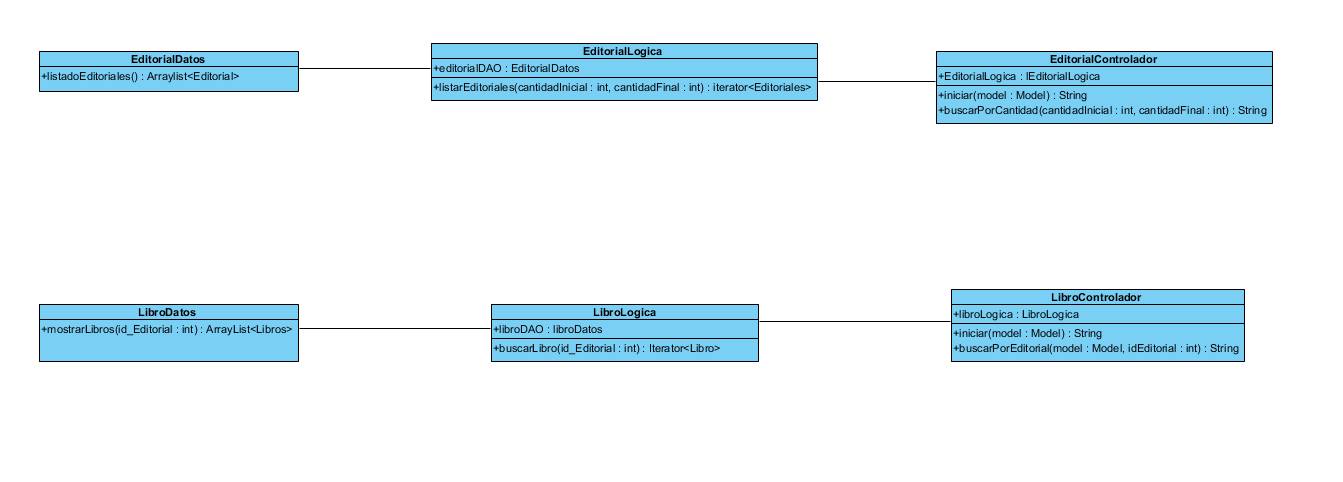 EditorialDatos
+listadoEditoriales() : Arraylist<Editorial>
EditorialLogica
+editorialDAO : EditorialDatos
+listarEditoriales(cantidadInicial : int, cantidadFinal : int) : iterator<Editoriales>
EditorialControlador
+EditorialLogica : IEditorialLogica
+iniciar(model : Model) : String
+buscarPorCantidad(cantidadInicial : int, cantidadFinal : int) : String
LibroDatos
+mostrarLibros(id_Editorial : int) : ArrayList<Libros>
LibroLogica
+libroDAO : libroDatos
+buscarLibro(id_Editorial : int) : Iterator<Libro>
LibroControlador
+libroLogica : LibroLogica
+iniciar(model : Model) : String
+buscarPorEditorial(model : Model, idEditorial : int) : String